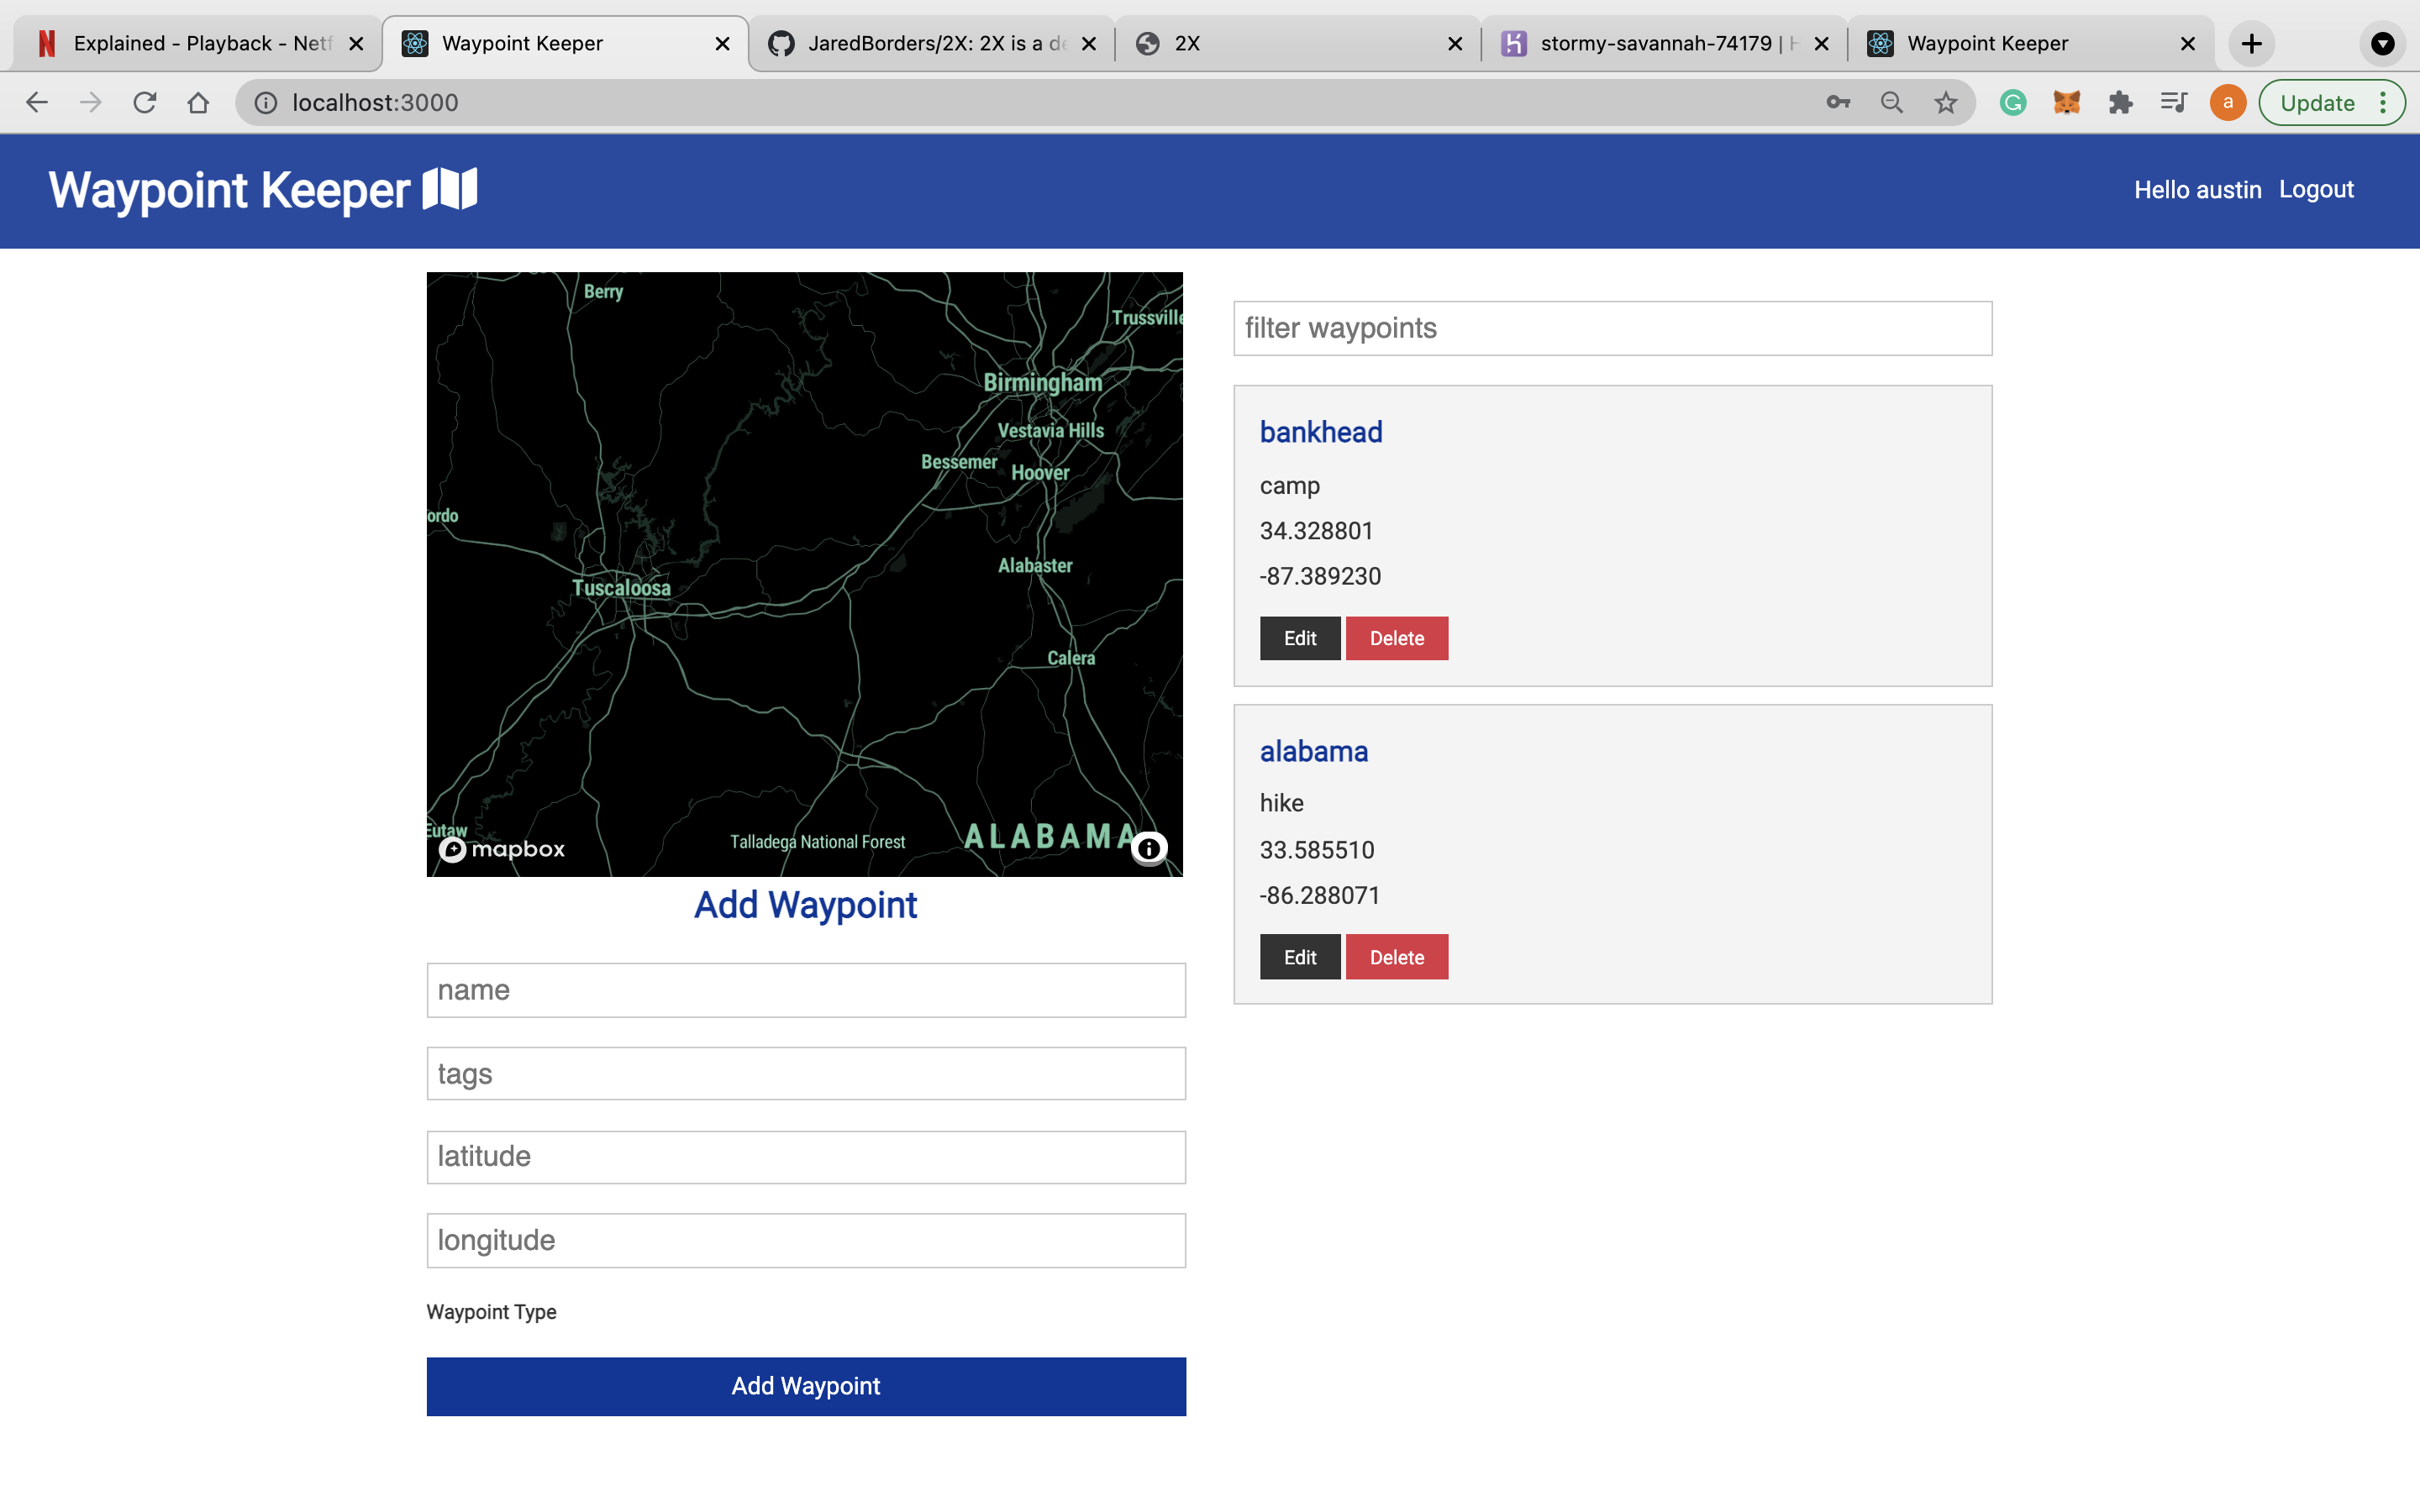 Explained - Playback - Netf
Waypoint Keeper
JaredBorders/2X: 2X is a de
2X
stormy-savannah-74179 | H
Waypoint Keeper
localhost:3000
a
Update
Waypoint Keeper
Hello austin
Logout
Berry
Trussville
Birmingham
Vestavia Hills
Bessemer
Hoover
ordo
Alabaster
Tuscaloosa
Calera
Eutaw
mapbox
Talladega National Forest
ALABAMA
Add Waypoint
name
tags
latitude
longitude
Waypoint Type
Add Waypoint
filter waypoints
bankhead
camp
34.328801
-87.389230
Edit Delete
alabama
hike
33.585510
-86.288071
Edit Delete